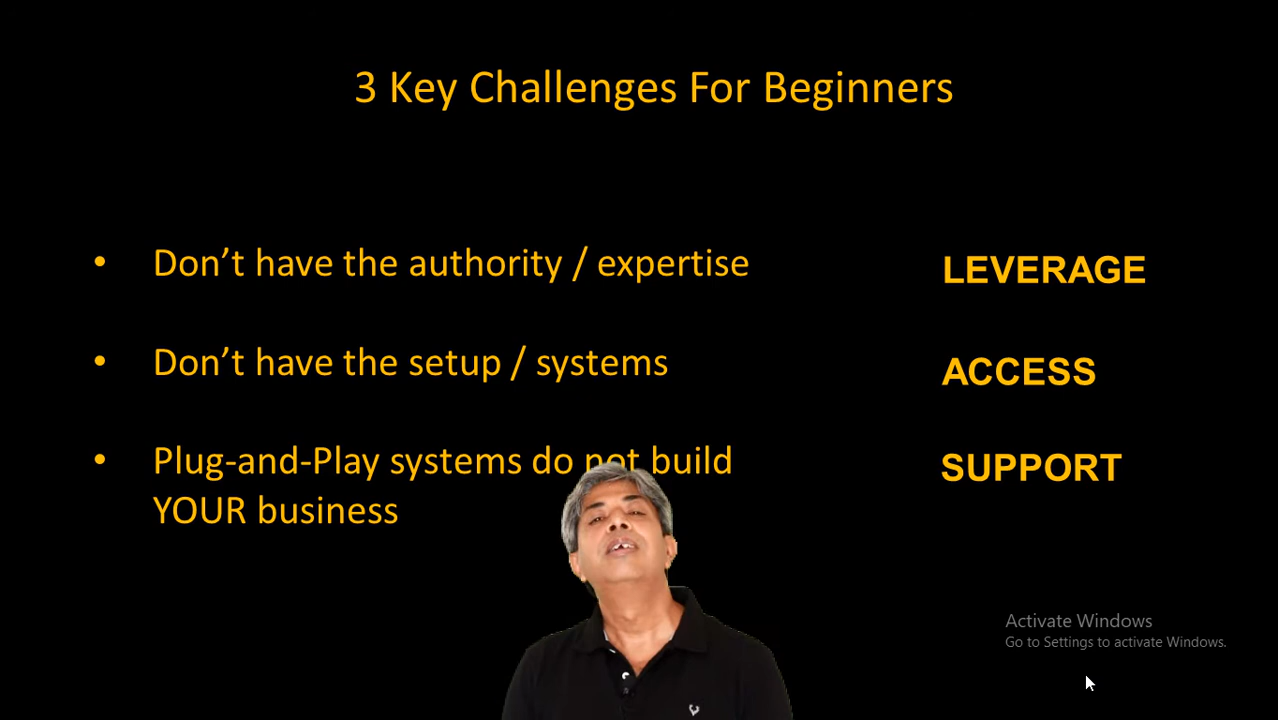 3 Key Challenges For Beginners
• Don’t have the authority / expertise
LEVERAGE
• Don’t have the setup / systems
ACCESS
• Plug-and-Play systems do not build
YOUR business
SUPPORT
Activate Windows
Go to Settings to activate Windows.